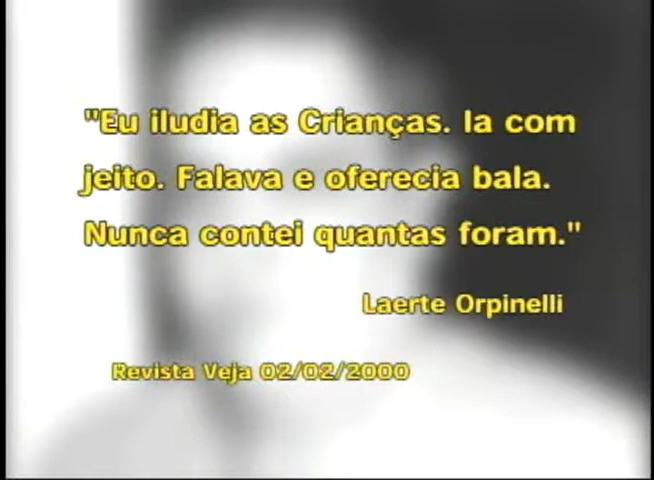 "Eu iludia as Crianças. Ia com
jeito. Falava e oferecia bala.
Nunca contei quantas foram."
Laerte Orpinelli
Revista Veja 02/02/2000